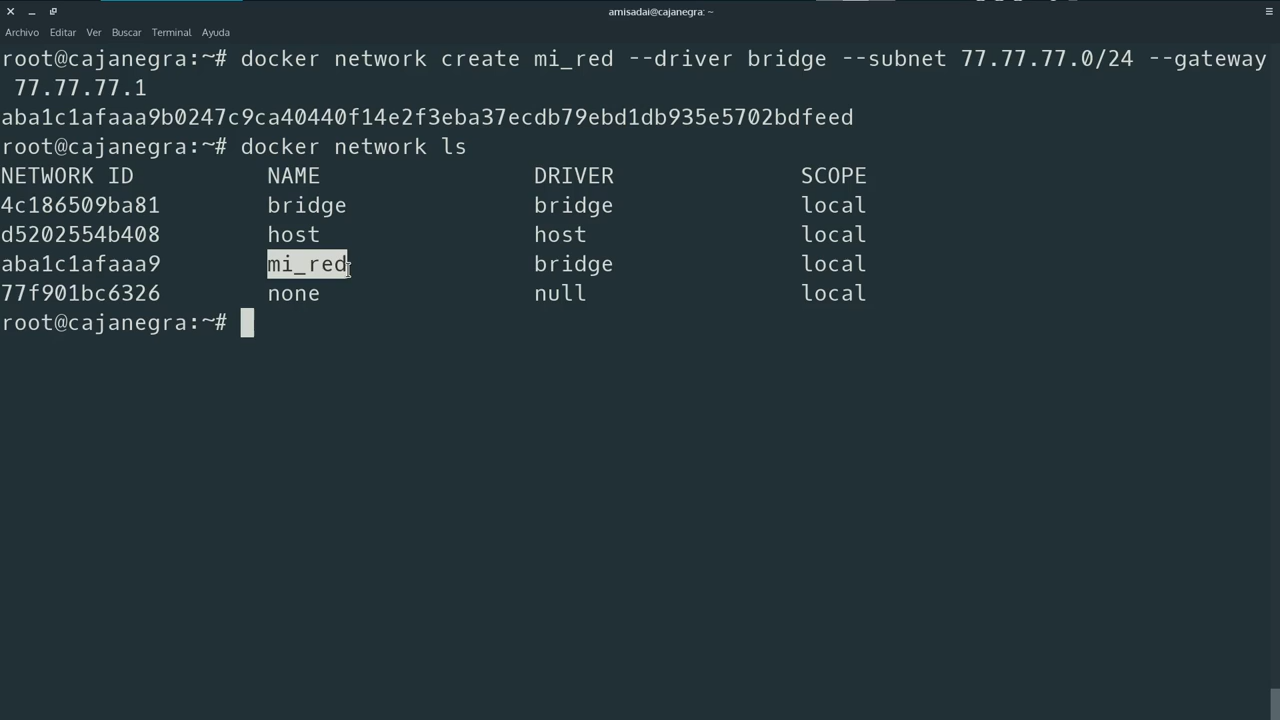 amisadai@cajanegra: ~
Archivo Editar Ver Buscar Terminal Ayuda
root@cajanegra:~# docker network create mi_red --driver bridge --subnet 77.77.77.0/24 --gateway
77.77.77.1
aba1c1afaaa9b0247c9ca40440f14e2f3eba37ecdb79ebd1db935e5702bdfeed
root@cajanegra:~# docker network ls
NETWORK ID NAME DRIVER SCOPE
4c186509ba81 bridge bridge local
d5202554b408 host host local
aba1c1afaaa9 mi_red bridge local
77f901bc6326 none null local
root@cajanegra:~#